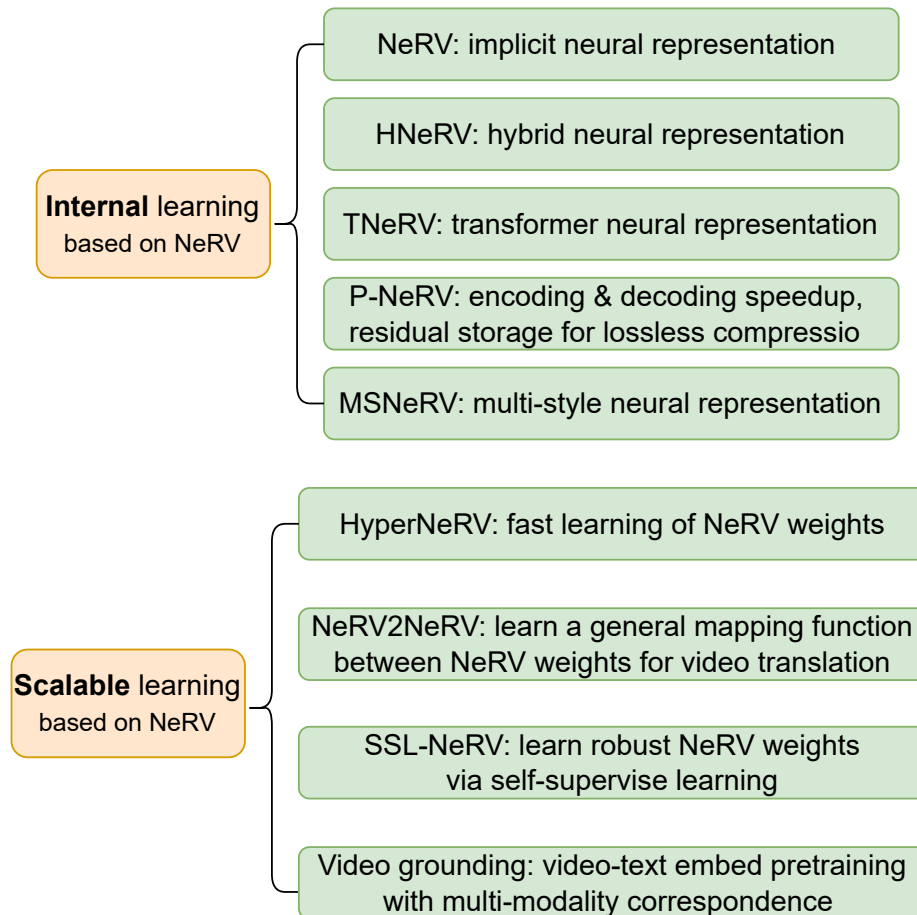 NeRV: implicit neural representation
HNeRV: hybrid neural representation
Internal learning
based on NeRV
TNeRV: transformer neural representation
P-NeRV: encoding & decoding speedup,
residual storage for lossless compressio
MSNeRV: multi-style neural representation
HyperNeRV: fast learning of NeRV weights
NeRV2NeRV: learn a general mapping function
between NeRV weights for video translation
Scalable learning
based on NeRV
SSL-NeRV: learn robust NeRV weights
via self-supervise learning
Video grounding: video-text embed pretraining
with multi-modality correspondence